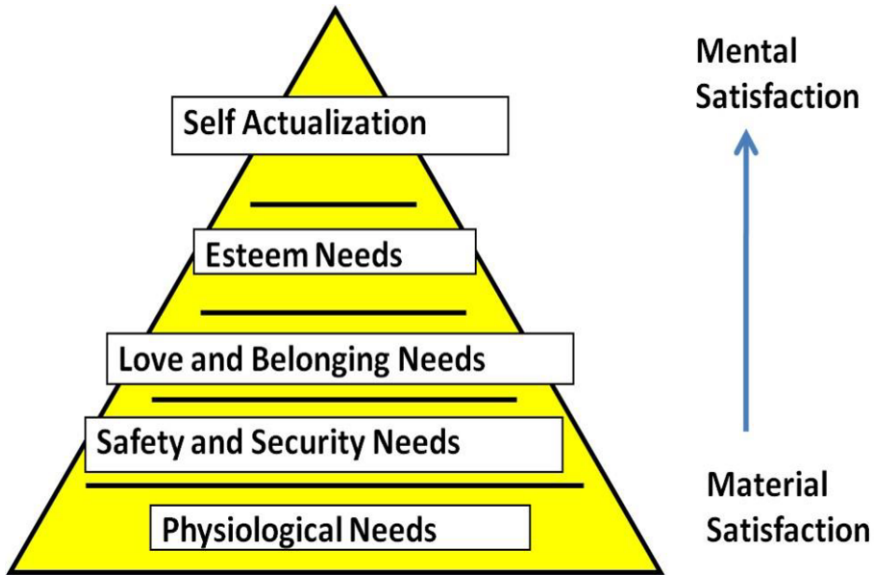 Mental
Satisfaction
Self Actualization
Esteem Needs
Love and Belonging Needs
Safety and Security Needs
Physiological Needs
Material
Satisfaction